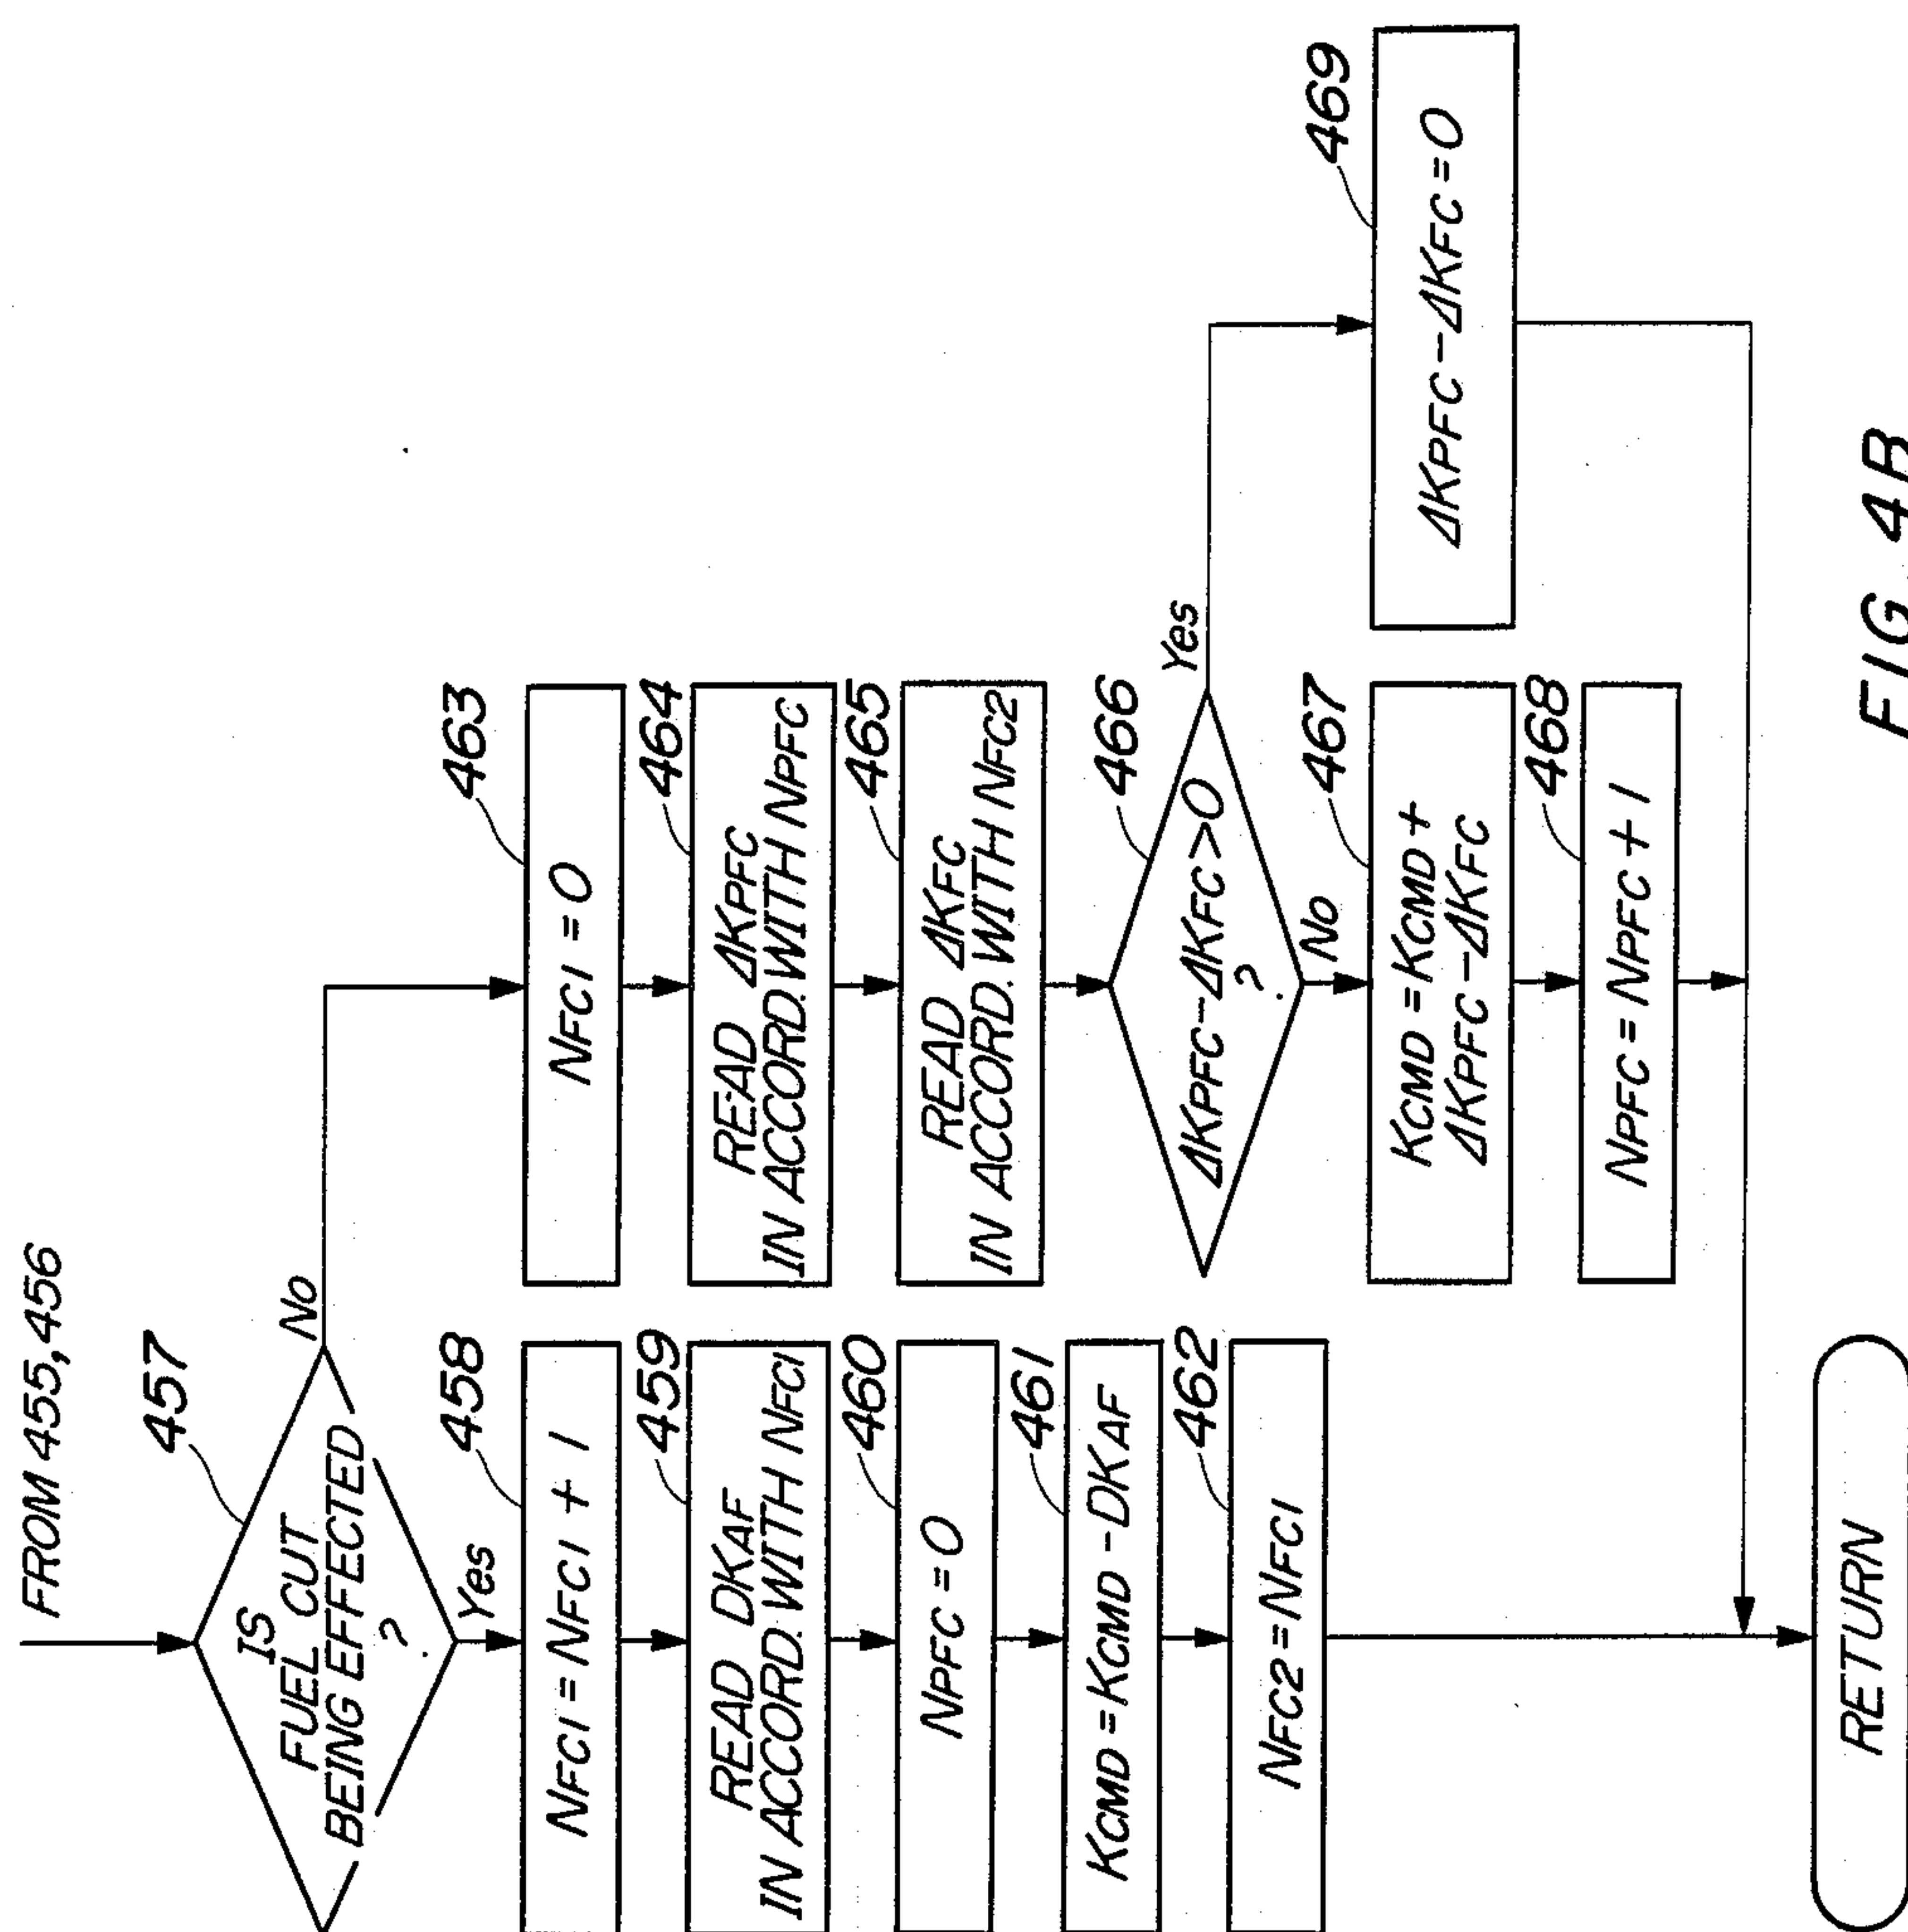 FROM 455,456
457
IS
FUEL CUT
BEING EFFECTED
?
No
Yes
458
NFC1 = NFC1 + 1
459
READ DKAF
IN ACCORD. WITH NFC1
460
NPFC = 0
461
KCMD = KCMD - DKAF
462
NFC2 = NFC1
463
NFC1 = 0
464
READ ΔKPFC
IN ACCORD. WITH NPFC
465
READ ΔKFC
IN ACCORD. WITH NFC2
466
ΔKPFC - ΔKFC > 0
?
Yes
No
467
KCMD = KCMD +
ΔKPFC - ΔKFC
468
NPFC = NPFC + 1
469
ΔKPFC - ΔKFC = 0
RETURN
FIG. 4B